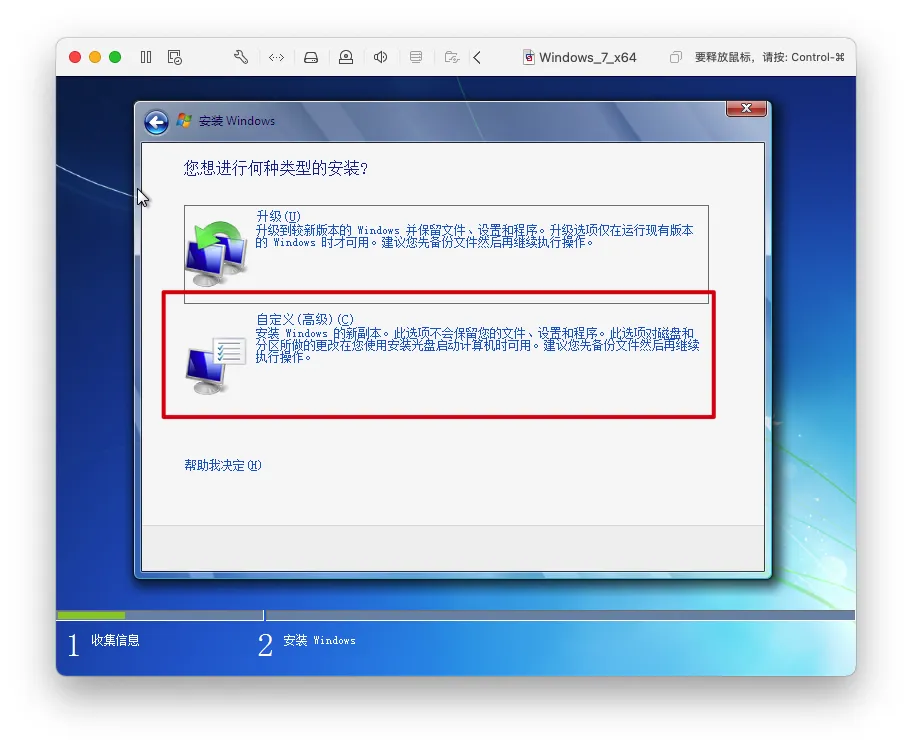 Windows_7_x64
要释放鼠标，请按: Control-⌘
安装 Windows
您想进行何种类型的安装?
升级(U)
升级到较新版本的 Windows 并保留文件、设置和程序。升级选项仅在运行现有版本
的 Windows 时才可用。建议您先备份文件然后再继续执行操作。
自定义(高级)(C)
安装 Windows 的新副本。此选项不会保留您的文件、设置和程序。此选项对磁盘和
分区所做的更改在您使用安装光盘启动计算机时可用。建议您先备份文件然后再继续
执行操作。
帮助我决定(H)
1 收集信息
2 安装 Windows